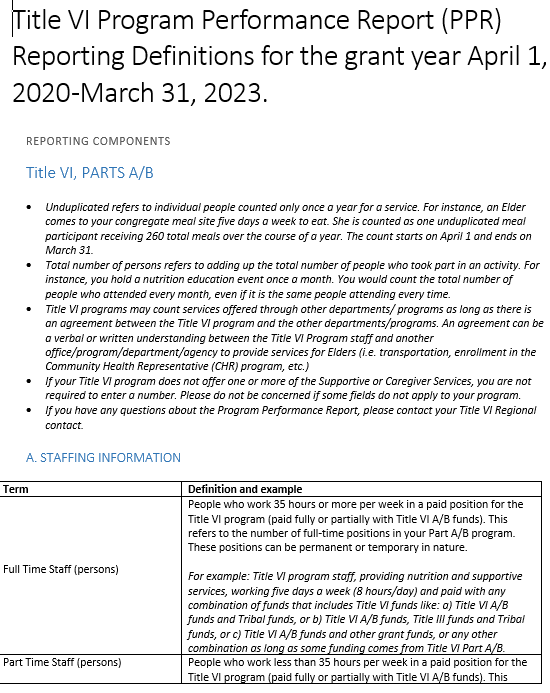 Title VI Program Performance Report (PPR)
Reporting Definitions for the grant year April 1,
2020-March 31, 2023.
REPORTING COMPONENTS
Title VI, PARTS A/B
• Unduplicated refers to individual people counted only once a year for a service. For instance, an Elder
comes to your congregate meal site five days a week to eat. She is counted as one unduplicated meal
participant receiving 260 total meals over the course of a year. The count starts on April 1 and ends on
March 31.
• Total number of persons refers to adding up the total number of people who took part in an activity. For
instance, you hold a nutrition education event once a month. You would count the total number of
people who attended every month, even if it is the same people attending every time.
• Title VI programs may count services offered through other departments/ programs as long as there is
an agreement between the Title VI program and the other departments/programs. An agreement can be
a verbal or written understanding between the Title VI Program staff and another
office/program/department/agency to provide services for Elders (i.e. transportation, enrollment in the
Community Health Representative (CHR) program, etc.)
• If your Title VI program does not offer one or more of the Supportive or Caregiver Services, you are not
required to enter a number. Please do not be concerned if some fields do not apply to your program.
• If you have any questions about the Program Performance Report, please contact your Title VI Regional
contact.
A. STAFFING INFORMATION
Term
Definition and example
Full Time Staff (persons)
People who work 35 hours or more per week in a paid position for the
Title VI program (paid fully or partially with Title VI A/B funds). This
refers to the number of full-time positions in your Part A/B program.
These positions can be permanent or temporary in nature.
For example: Title VI program staff, providing nutrition and supportive
services, working five days a week (8 hours/day) and paid with any
combination of funds that includes Title VI funds like: a) Title VI A/B
funds and Tribal funds, or b) Title VI A/B funds, Title III funds and Tribal
funds, or c) Title VI A/B funds and other grant funds, or any other
combination as long as some funding comes from Title VI Part A/B.
Part Time Staff (persons)
People who work less than 35 hours per week in a paid position for the
Title VI program (paid fully or partially with Title VI A/B funds). This